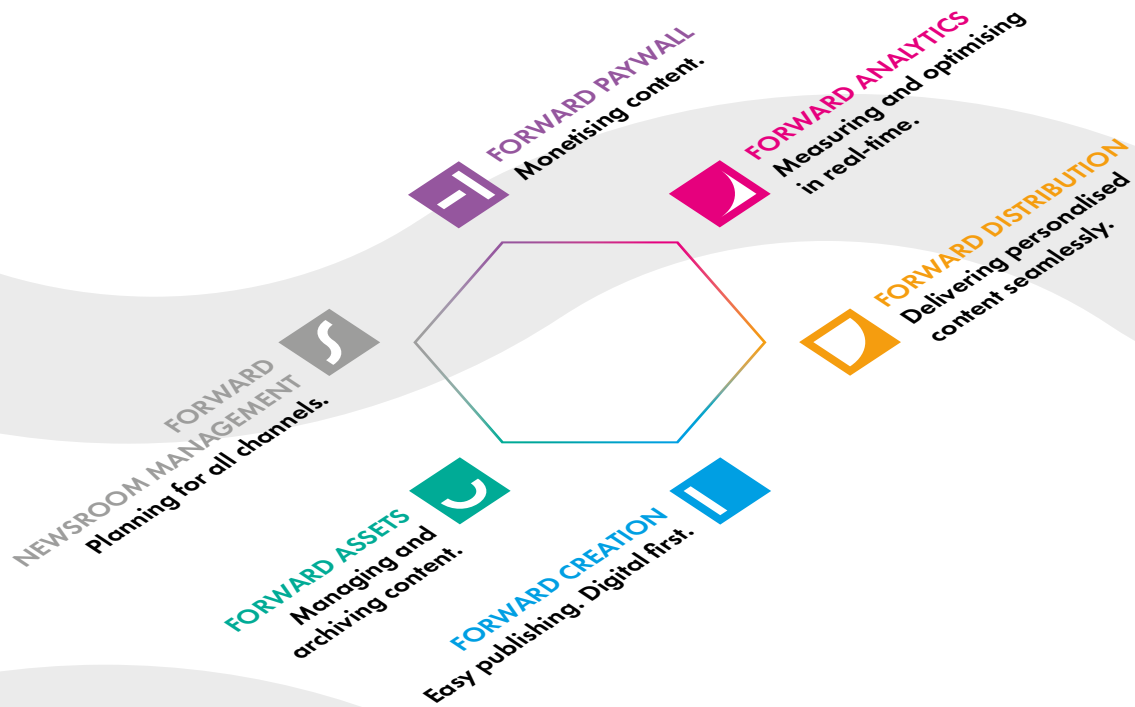 FORWARD PAYWALL
Monetising content.
FORWARD ANALYTICS
Measuring and optimising
in real-time.
FORWARD DISTRIBUTION
Delivering personalised
content seamlessly.
FORWARD
NEWSROOM MANAGEMENT
Planning for all channels.
FORWARD ASSETS
Managing and
archiving content.
FORWARD CREATION
Easy publishing. Digital first.